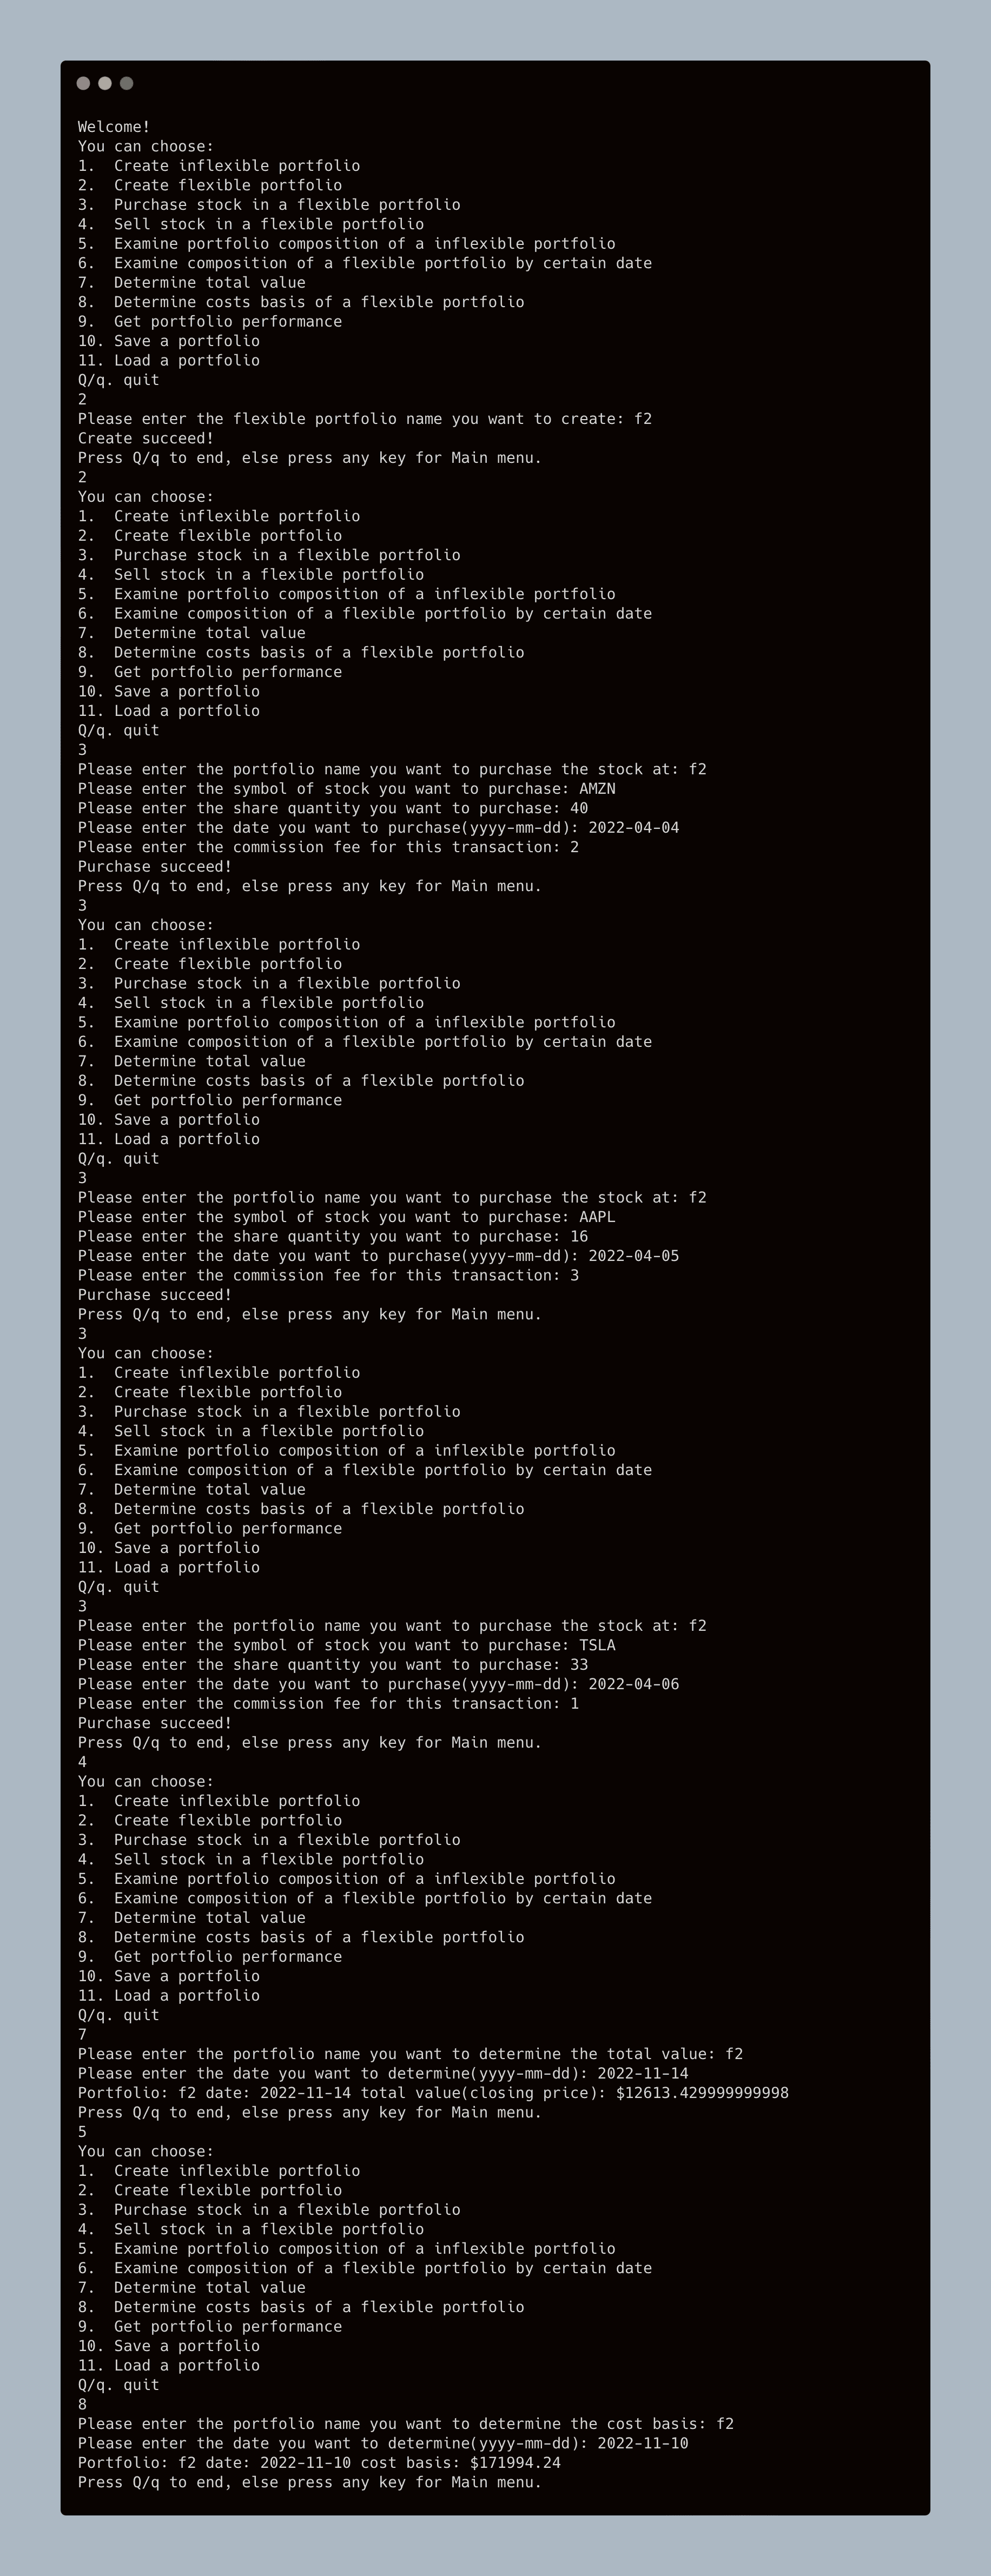 Welcome!
You can choose:
1.  Create inflexible portfolio
2.  Create flexible portfolio
3.  Purchase stock in a flexible portfolio
4.  Sell stock in a flexible portfolio
5.  Examine portfolio composition of a inflexible portfolio
6.  Examine composition of a flexible portfolio by certain date
7.  Determine total value
8.  Determine costs basis of a flexible portfolio
9.  Get portfolio performance
10. Save a portfolio
11. Load a portfolio
Q/q. quit
2
Please enter the flexible portfolio name you want to create: f2
Create succeed!
Press Q/q to end, else press any key for Main menu.
2
You can choose:
1.  Create inflexible portfolio
2.  Create flexible portfolio
3.  Purchase stock in a flexible portfolio
4.  Sell stock in a flexible portfolio
5.  Examine portfolio composition of a inflexible portfolio
6.  Examine composition of a flexible portfolio by certain date
7.  Determine total value
8.  Determine costs basis of a flexible portfolio
9.  Get portfolio performance
10. Save a portfolio
11. Load a portfolio
Q/q. quit
3
Please enter the portfolio name you want to purchase the stock at: f2
Please enter the symbol of stock you want to purchase: AMZN
Please enter the share quantity you want to purchase: 40
Please enter the date you want to purchase(yyyy-mm-dd): 2022-04-04
Please enter the commission fee for this transaction: 2
Purchase succeed!
Press Q/q to end, else press any key for Main menu.
3
You can choose:
1.  Create inflexible portfolio
2.  Create flexible portfolio
3.  Purchase stock in a flexible portfolio
4.  Sell stock in a flexible portfolio
5.  Examine portfolio composition of a inflexible portfolio
6.  Examine composition of a flexible portfolio by certain date
7.  Determine total value
8.  Determine costs basis of a flexible portfolio
9.  Get portfolio performance
10. Save a portfolio
11. Load a portfolio
Q/q. quit
3
Please enter the portfolio name you want to purchase the stock at: f2
Please enter the symbol of stock you want to purchase: AAPL
Please enter the share quantity you want to purchase: 16
Please enter the date you want to purchase(yyyy-mm-dd): 2022-04-05
Please enter the commission fee for this transaction: 3
Purchase succeed!
Press Q/q to end, else press any key for Main menu.
3
You can choose:
1.  Create inflexible portfolio
2.  Create flexible portfolio
3.  Purchase stock in a flexible portfolio
4.  Sell stock in a flexible portfolio
5.  Examine portfolio composition of a inflexible portfolio
6.  Examine composition of a flexible portfolio by certain date
7.  Determine total value
8.  Determine costs basis of a flexible portfolio
9.  Get portfolio performance
10. Save a portfolio
11. Load a portfolio
Q/q. quit
3
Please enter the portfolio name you want to purchase the stock at: f2
Please enter the symbol of stock you want to purchase: TSLA
Please enter the share quantity you want to purchase: 33
Please enter the date you want to purchase(yyyy-mm-dd): 2022-04-06
Please enter the commission fee for this transaction: 1
Purchase succeed!
Press Q/q to end, else press any key for Main menu.
4
You can choose:
1.  Create inflexible portfolio
2.  Create flexible portfolio
3.  Purchase stock in a flexible portfolio
4.  Sell stock in a flexible portfolio
5.  Examine portfolio composition of a inflexible portfolio
6.  Examine composition of a flexible portfolio by certain date
7.  Determine total value
8.  Determine costs basis of a flexible portfolio
9.  Get portfolio performance
10. Save a portfolio
11. Load a portfolio
Q/q. quit
7
Please enter the portfolio name you want to determine the total value: f2
Please enter the date you want to determine(yyyy-mm-dd): 2022-11-14
Portfolio: f2 date: 2022-11-14 total value(closing price): $12613.429999999998
Press Q/q to end, else press any key for Main menu.
5
You can choose:
1.  Create inflexible portfolio
2.  Create flexible portfolio
3.  Purchase stock in a flexible portfolio
4.  Sell stock in a flexible portfolio
5.  Examine portfolio composition of a inflexible portfolio
6.  Examine composition of a flexible portfolio by certain date
7.  Determine total value
8.  Determine costs basis of a flexible portfolio
9.  Get portfolio performance
10. Save a portfolio
11. Load a portfolio
Q/q. quit
8
Please enter the portfolio name you want to determine the cost basis: f2
Please enter the date you want to determine(yyyy-mm-dd): 2022-11-10
Portfolio: f2 date: 2022-11-10 cost basis: $171994.24
Press Q/q to end, else press any key for Main menu.